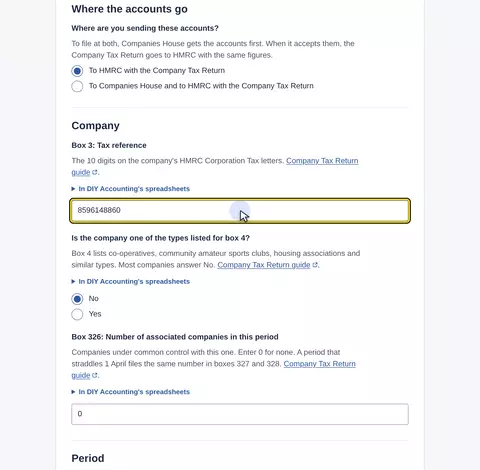 Where the accounts go
Where are you sending these accounts?
To file at both, Companies House gets the accounts first. When it accepts them, the
Company Tax Return goes to HMRC with the same figures.
To HMRC with the Company Tax Return
To Companies House and to HMRC with the Company Tax Return
Company
Box 3: Tax reference
The 10 digits on the company's HMRC Corporation Tax letters. Company Tax Return
guide.
In DIY Accounting's spreadsheets
8596148860
Is the company one of the types listed for box 4?
Box 4 lists co-operatives, community amateur sports clubs, housing associations and
similar types. Most companies answer No. Company Tax Return guide.
In DIY Accounting's spreadsheets
No
Yes
Box 326: Number of associated companies in this period
Companies under common control with this one. Enter 0 for none. A period that
straddles 1 April files the same number in boxes 327 and 328. Company Tax Return
guide.
In DIY Accounting's spreadsheets
0
Period